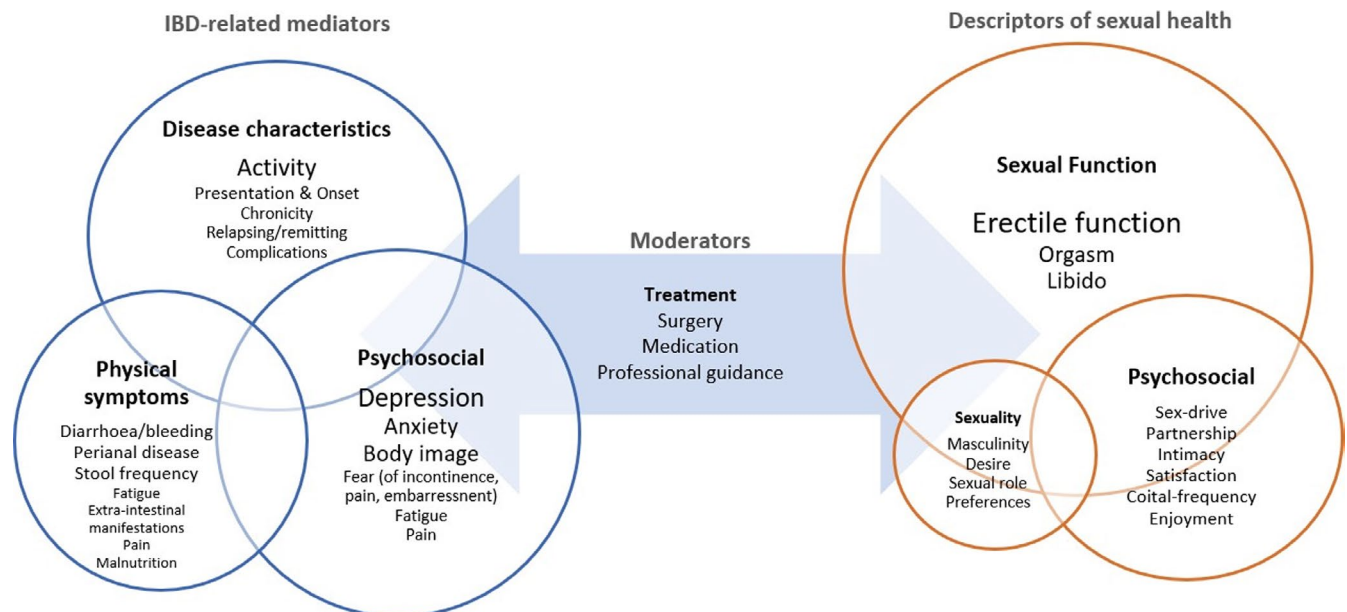 IBD-related mediators
Disease characteristics
Activity
Presentation & Onset
Chronicity
Relapsing/remitting
Complications
Physical
symptoms
Diarrhoea/bleeding
Perianal disease
Stool frequency
Fatigue
Extra-intestinal
manifestations
Pain
Malnutrition
Psychosocial
Depression
Anxiety
Body image
Fear (of incontinence,
pain, embarressnent)
Fatigue
Pain
Moderators
Treatment
Surgery
Medication
Professional guidance
Descriptors of sexual health
Sexual Function
Erectile function
Orgasm
Libido
Sexuality
Masculinity
Desire
Sexual role
Preferences
Psychosocial
Sex-drive
Partnership
Intimacy
Satisfaction
Coital-frequency
Enjoyment